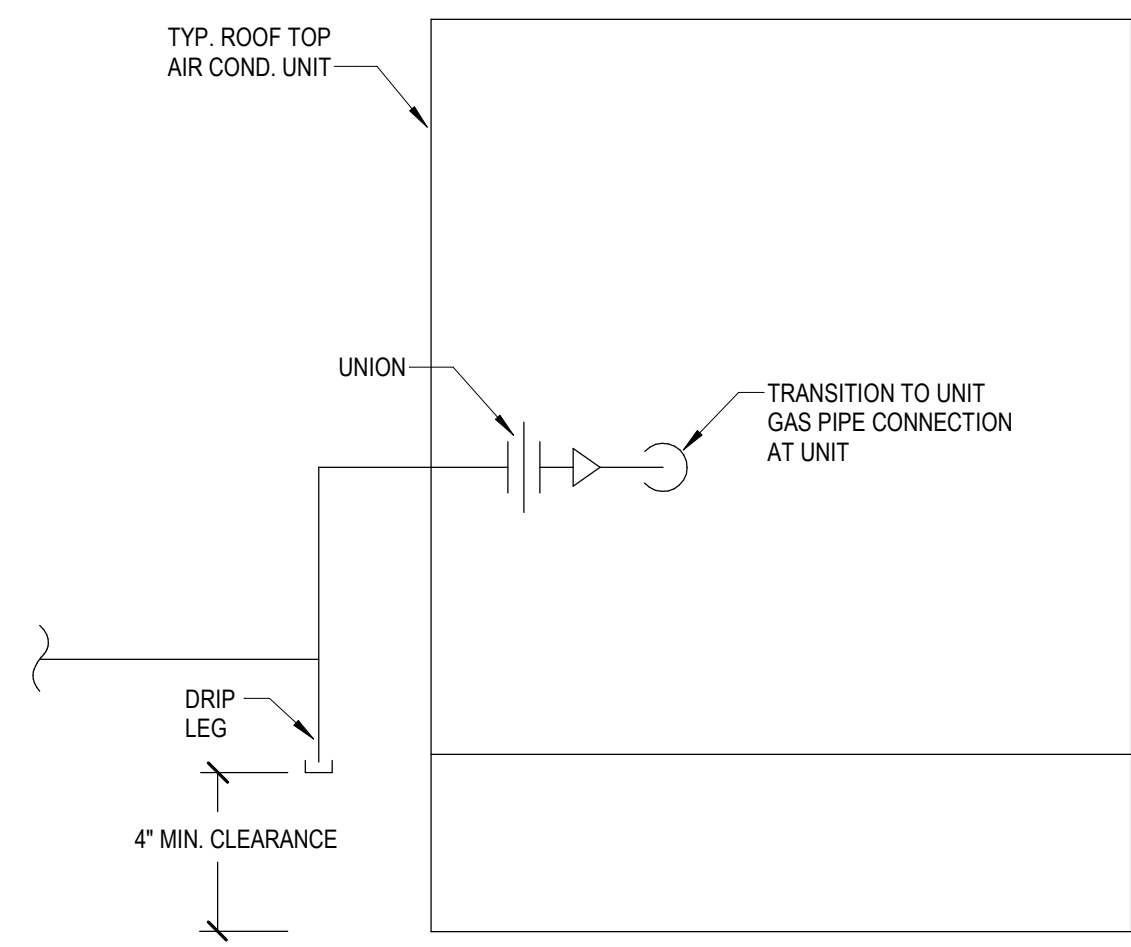 TYP. ROOF TOP
AIR COND. UNIT
UNION
TRANSITION TO UNIT
GAS PIPE CONNECTION
AT UNIT
DRIP
LEG
4" MIN. CLEARANCE